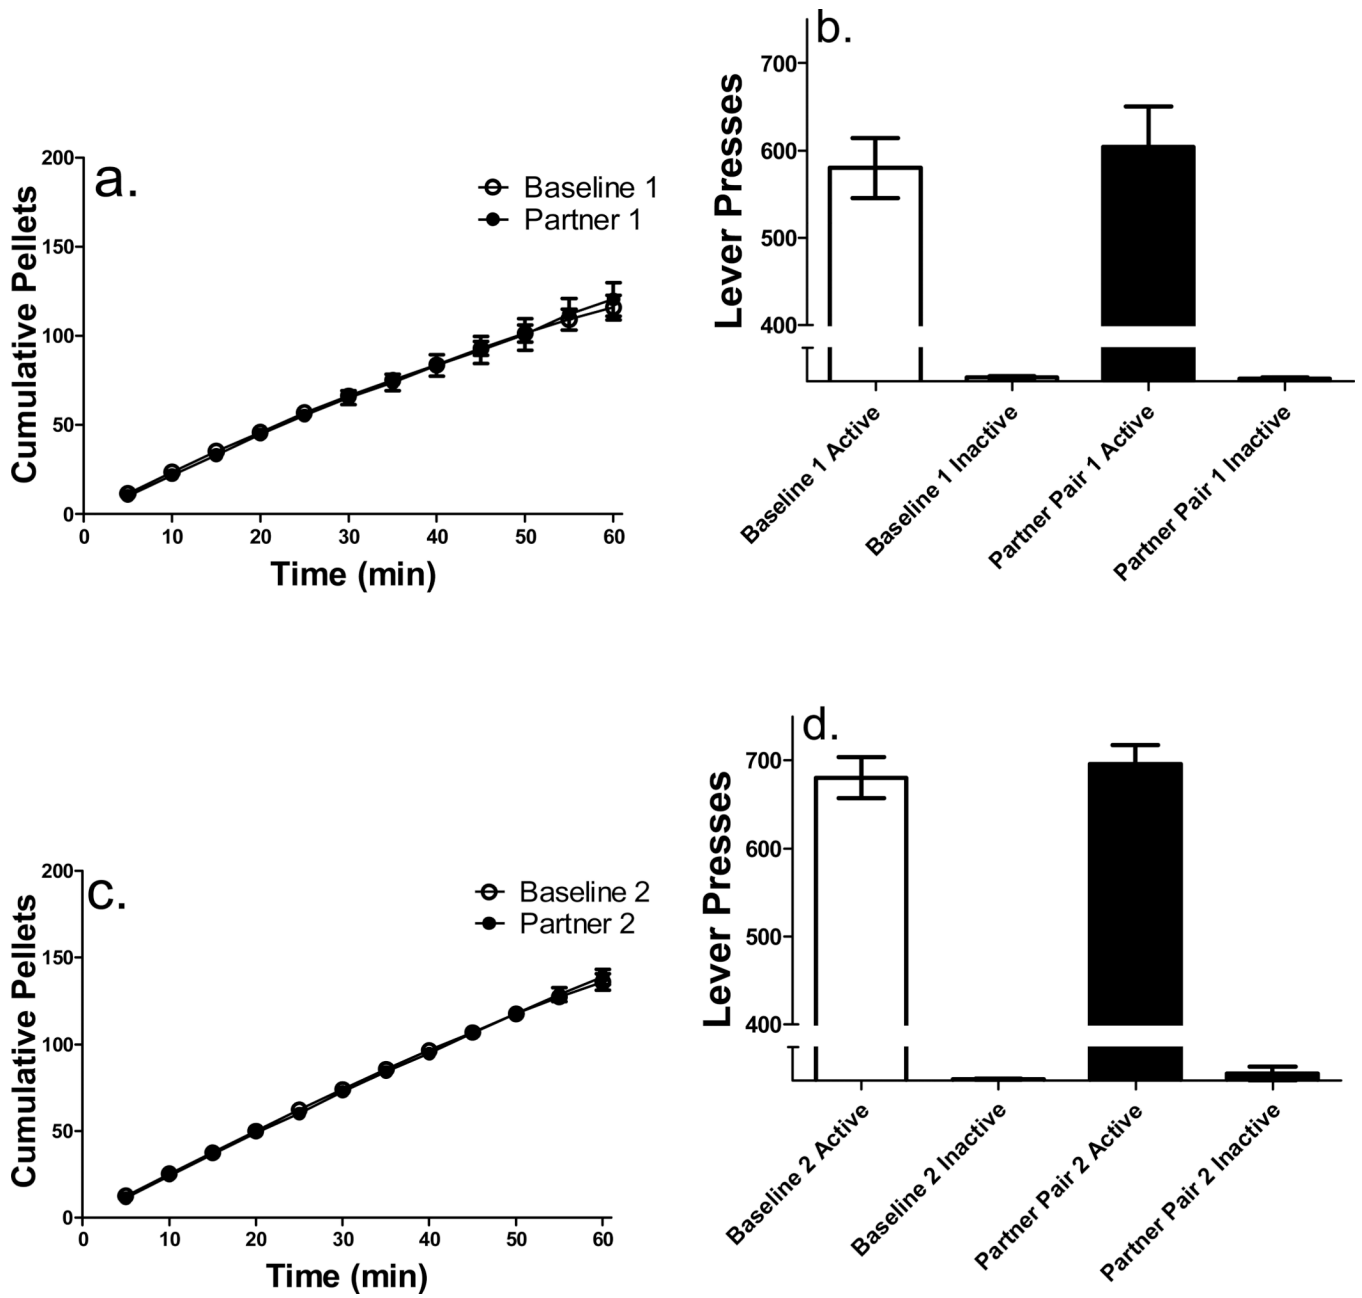 a.
Cumulative Pellets
200
150
100
50
0
Baseline 1
Partner 1
0 10 20 30 40 50 60
Time (min)
b.
Lever Presses
700
600
500
400
Baseline 1 Active
Baseline 1 Inactive
Partner Pair 1 Active
Partner Pair 1 Inactive
c.
Cumulative Pellets
200
150
100
50
0
Baseline 2
Partner 2
0 10 20 30 40 50 60
Time (min)
d.
Lever Presses
700
600
500
400
Baseline 2 Active
Baseline 2 Inactive
Partner Pair 2 Active
Partner Pair 2 Inactive